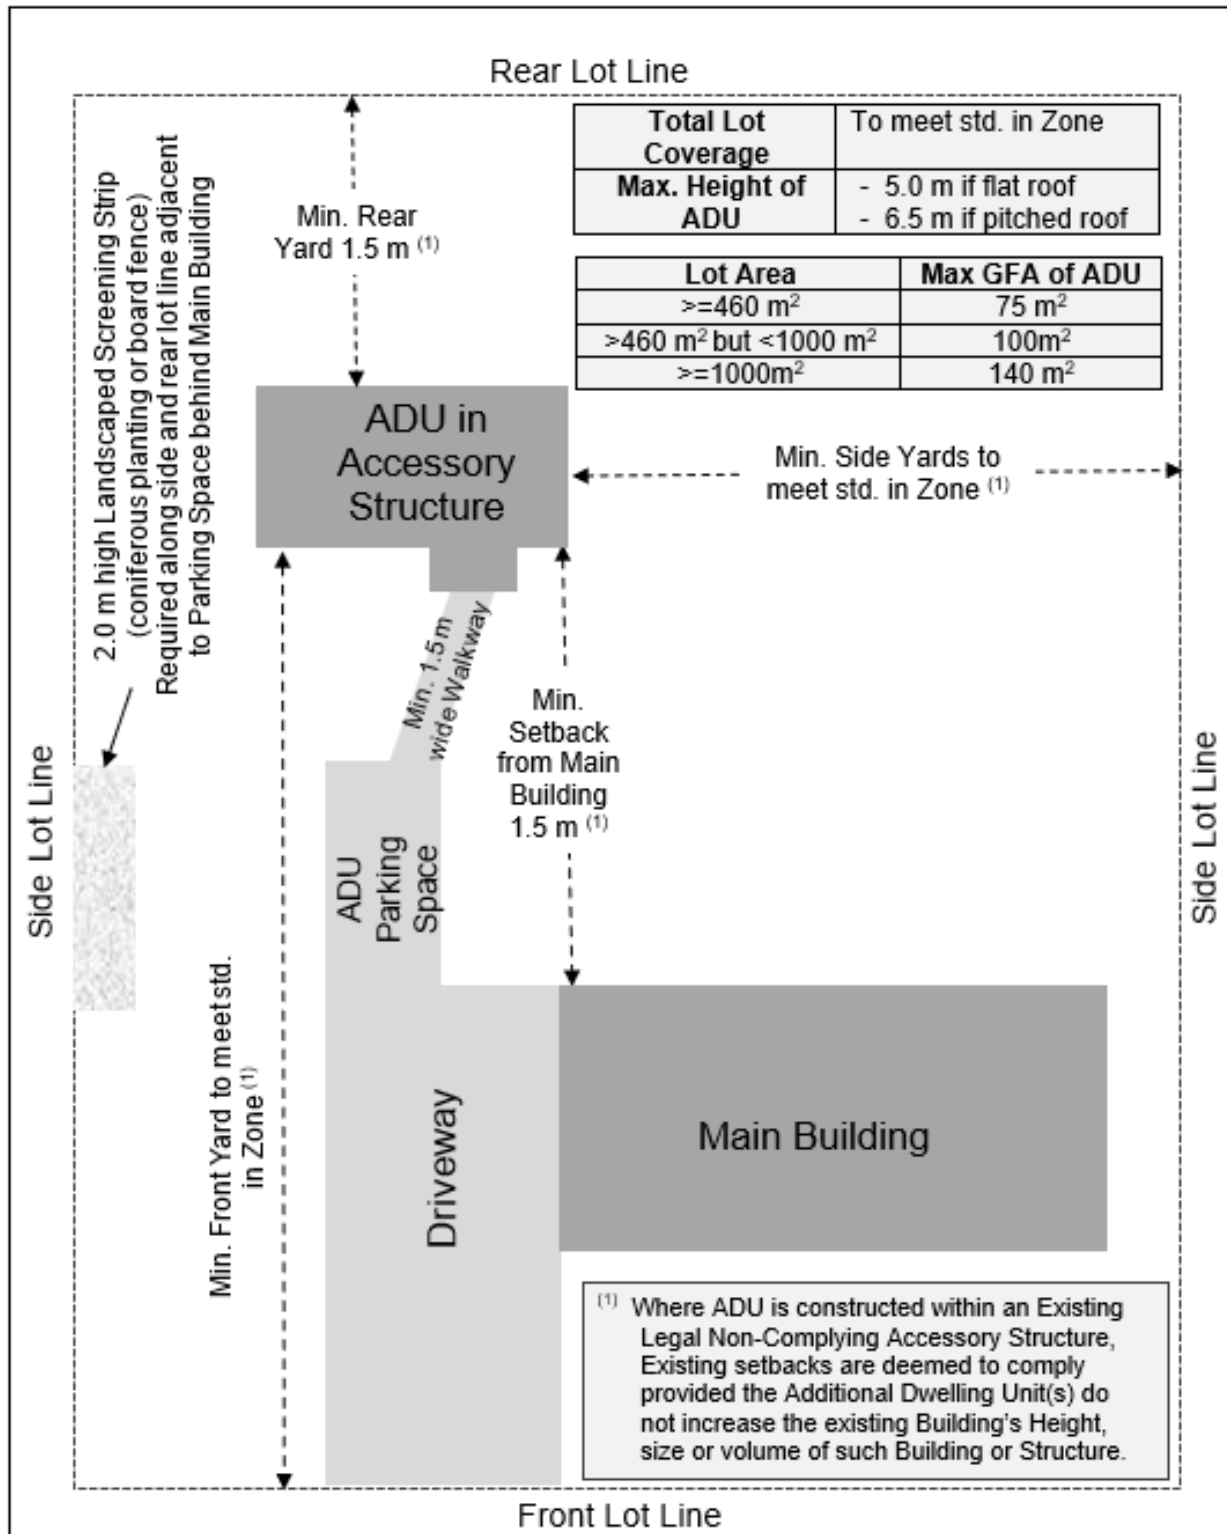 Rear Lot Line
Total Lot Coverage To meet std. in Zone
Max. Height of ADU - 5.0 m if flat roof
- 6.5 m if pitched roof
Lot Area Max GFA of ADU
>=460 m² 75 m²
>460 m² but <1000 m² 100m²
>=1000m² 140 m²
Min. Rear
Yard 1.5 m (1)
2.0 m high Landscaped Screening Strip
(coniferous planting or board fence)
Required along side and rear lot line adjacent
to Parking Space behind Main Building
ADU in
Accessory
Structure
Min. Side Yards to
meet std. in Zone (1)
Min. 1.5 m
wide Walkway
Min.
Setback
from Main
Building
1.5 m (1)
Side Lot Line
Side Lot Line
ADU
Parking
Space
Min. Front Yard to meet std.
in Zone (1)
Driveway
Main Building
(1) Where ADU is constructed within an Existing
Legal Non-Complying Accessory Structure,
Existing setbacks are deemed to comply
provided the Additional Dwelling Unit(s) do
not increase the existing Building’s Height,
size or volume of such Building or Structure.
Front Lot Line